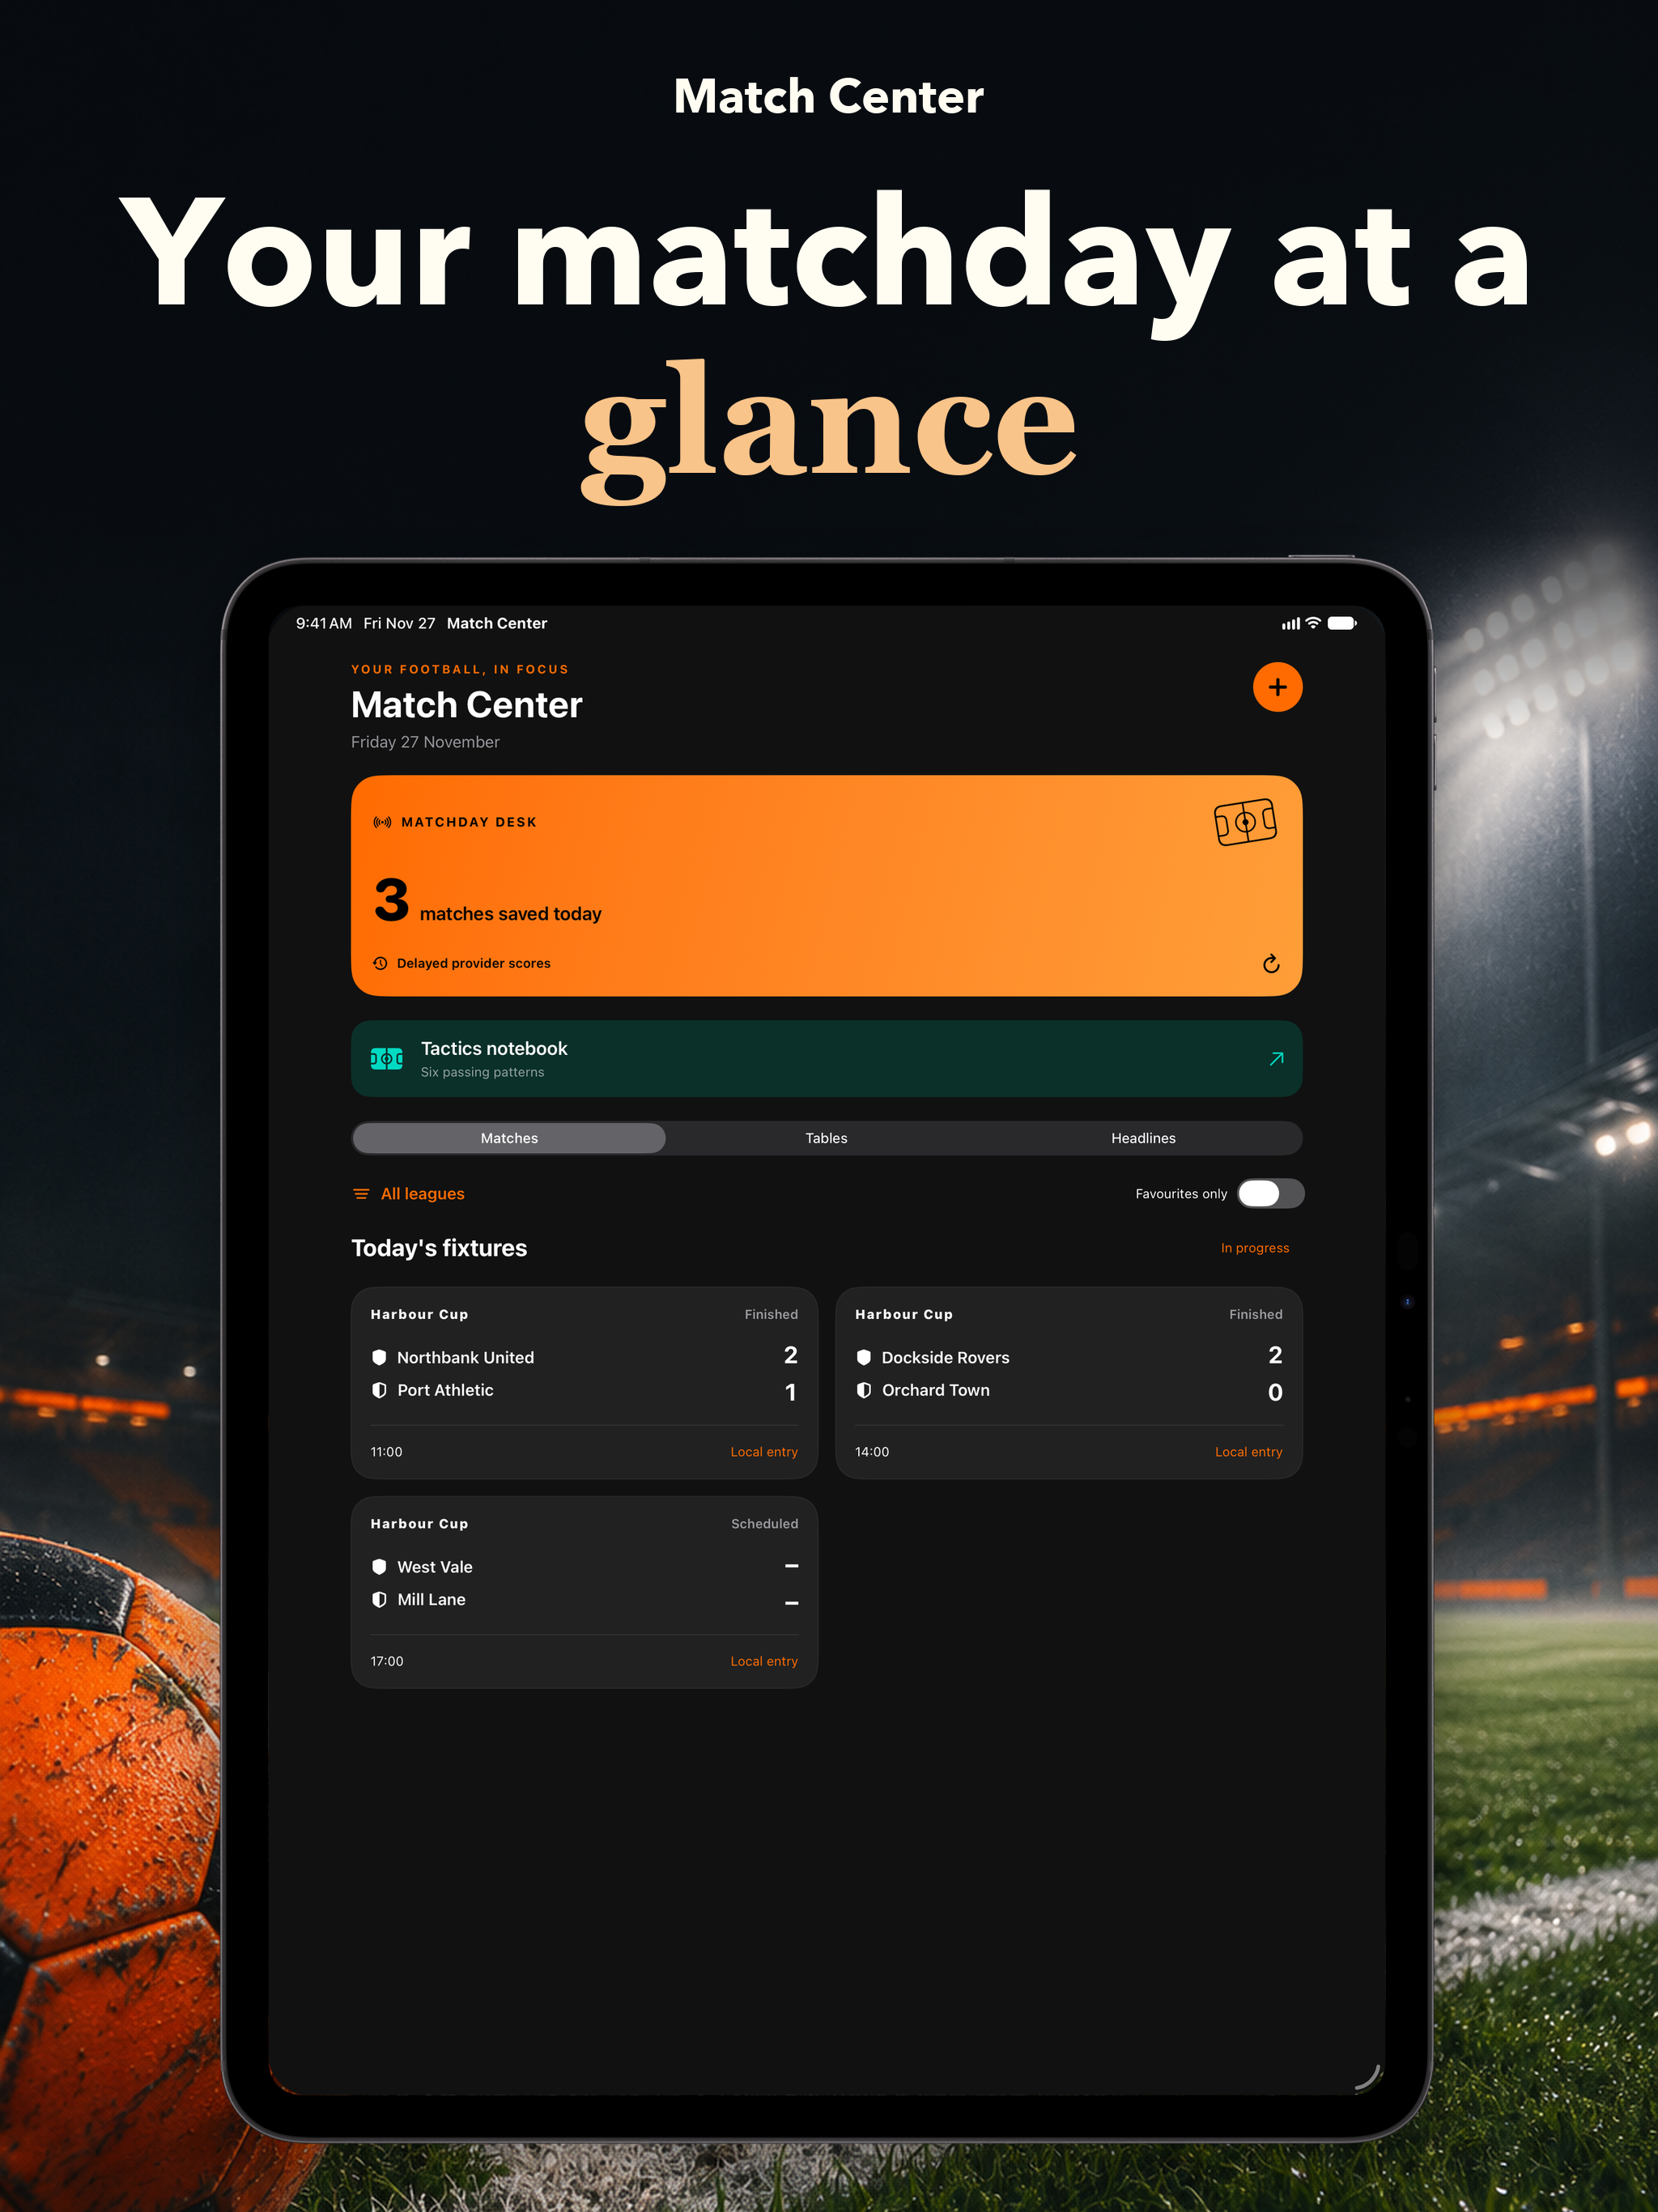 Match Center
Your matchday at a
glance
9:41 AM Fri Nov 27 Match Center
YOUR FOOTBALL, IN FOCUS
Match Center
Friday 27 November
MATCHDAY DESK
3 matches saved today
Delayed provider scores
Tactics notebook
Six passing patterns
Matches Tables Headlines
All leagues Favourites only
Today's fixtures In progress
Harbour Cup Finished
Northbank United 2
Port Athletic 1
11:00 Local entry
Harbour Cup Finished
Dockside Rovers 2
Orchard Town 0
14:00 Local entry
Harbour Cup Scheduled
West Vale –
Mill Lane –
17:00 Local entry